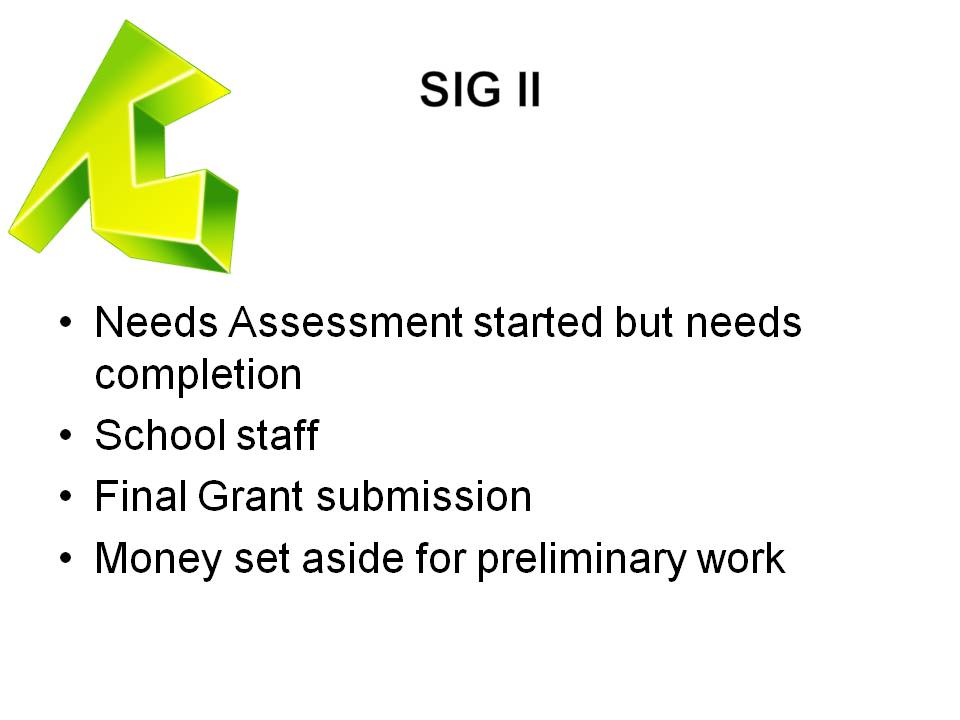 SIG II
• Needs Assessment started but needs
completion
• School staff
• Final Grant submission
• Money set aside for preliminary work